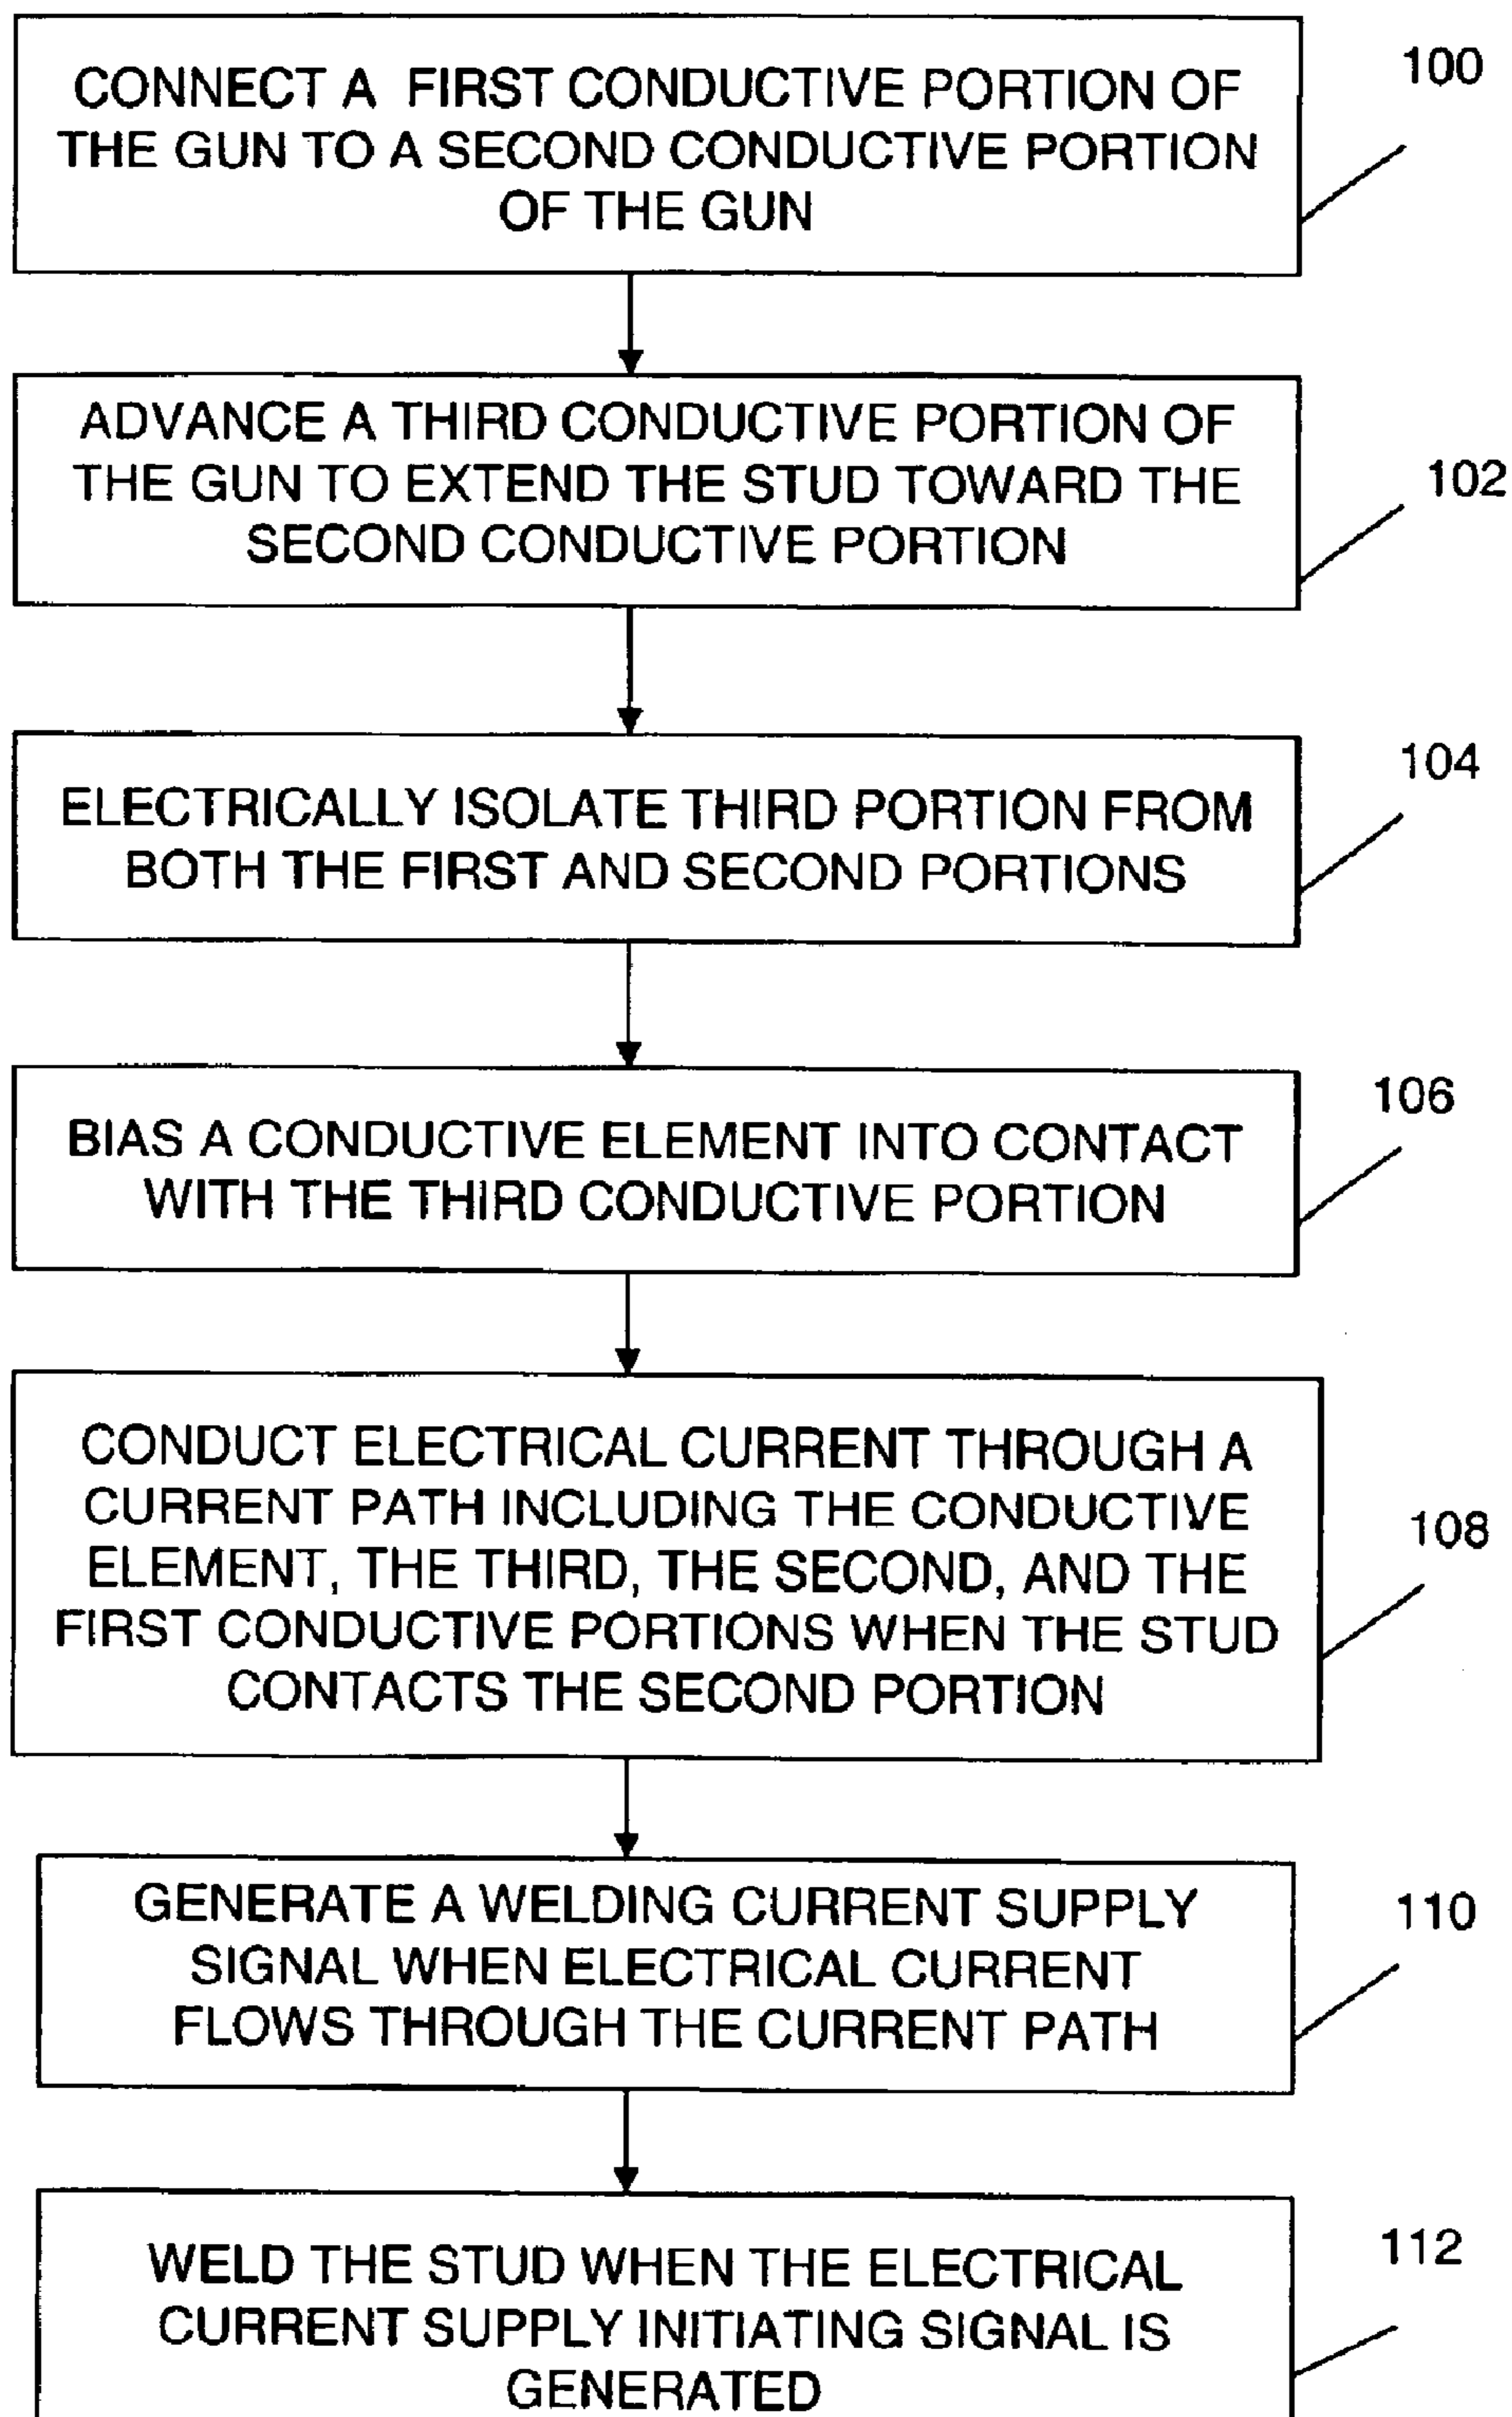 CONNECT A FIRST CONDUCTIVE PORTION OF
THE GUN TO A SECOND CONDUCTIVE PORTION
OF THE GUN
100
ADVANCE A THIRD CONDUCTIVE PORTION OF
THE GUN TO EXTEND THE STUD TOWARD THE
SECOND CONDUCTIVE PORTION
102
ELECTRICALLY ISOLATE THIRD PORTION FROM
BOTH THE FIRST AND SECOND PORTIONS
104
BIAS A CONDUCTIVE ELEMENT INTO CONTACT
WITH THE THIRD CONDUCTIVE PORTION
106
CONDUCT ELECTRICAL CURRENT THROUGH A
CURRENT PATH INCLUDING THE CONDUCTIVE
ELEMENT, THE THIRD, THE SECOND, AND THE
FIRST CONDUCTIVE PORTIONS WHEN THE STUD
CONTACTS THE SECOND PORTION
108
GENERATE A WELDING CURRENT SUPPLY
SIGNAL WHEN ELECTRICAL CURRENT
FLOWS THROUGH THE CURRENT PATH
110
WELD THE STUD WHEN THE ELECTRICAL
CURRENT SUPPLY INITIATING SIGNAL IS
GENERATED
112